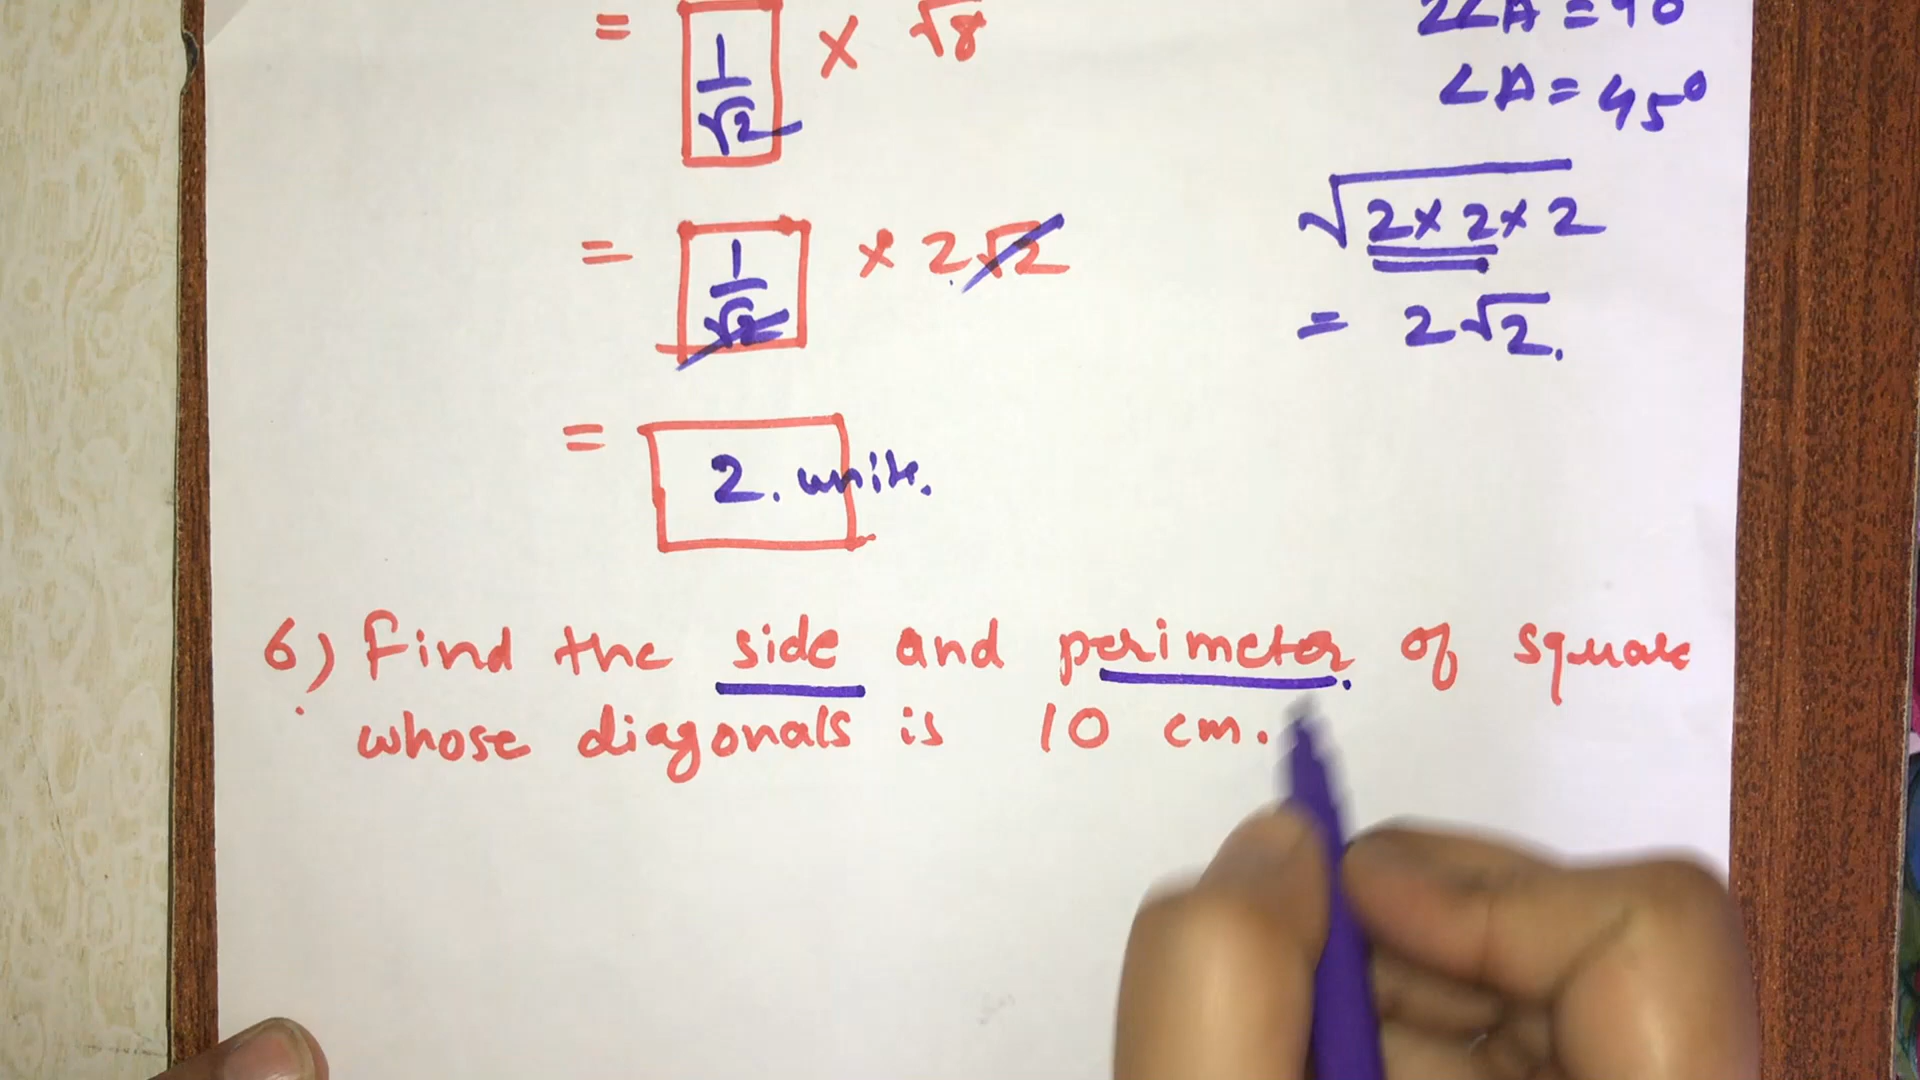 = 1/√2 × √8
2∠A = 90
∠A = 45°
= 1/√2 × 2√2
√2×2×2
= 2√2.
= 2. units.
6) Find the side and perimeter of square
whose diagonals is 10 cm.